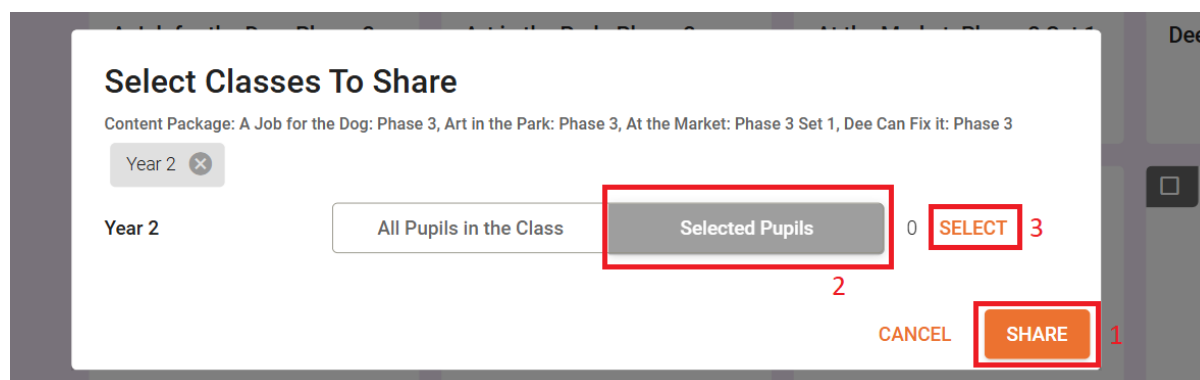 Select Classes To Share
Content Package: A Job for the Dog: Phase 3, Art in the Park: Phase 3, At the Market: Phase 3 Set 1, Dee Can Fix it: Phase 3
Year 2
Year 2 All Pupils in the Class Selected Pupils 0 SELECT 3
2
CANCEL SHARE 1
Dee